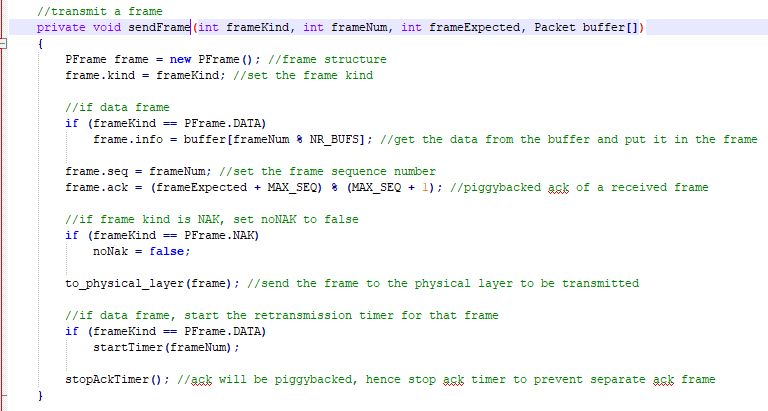 //transmit a frame
private void sendFrame(int frameKind, int frameNum, int frameExpected, Packet buffer[])
{
PFrame frame = new PFrame(); //frame structure
frame.kind = frameKind; //set the frame kind
//if data frame
if (frameKind == PFrame.DATA)
frame.info = buffer[frameNum % NR_BUFS]; //get the data from the buffer and put it in the frame
frame.seq = frameNum; //set the frame sequence number
frame.ack = (frameExpected + MAX_SEQ) % (MAX_SEQ + 1); //piggybacked ack of a received frame
//if frame kind is NAK, set noNAK to false
if (frameKind == PFrame.NAK)
noNak = false;
to_physical_layer(frame); //send the frame to the physical layer to be transmitted
//if data frame, start the retransmission timer for that frame
if (frameKind == PFrame.DATA)
startTimer(frameNum);
stopAckTimer(); //ack will be piggybacked, hence stop ack timer to prevent separate ack frame
}